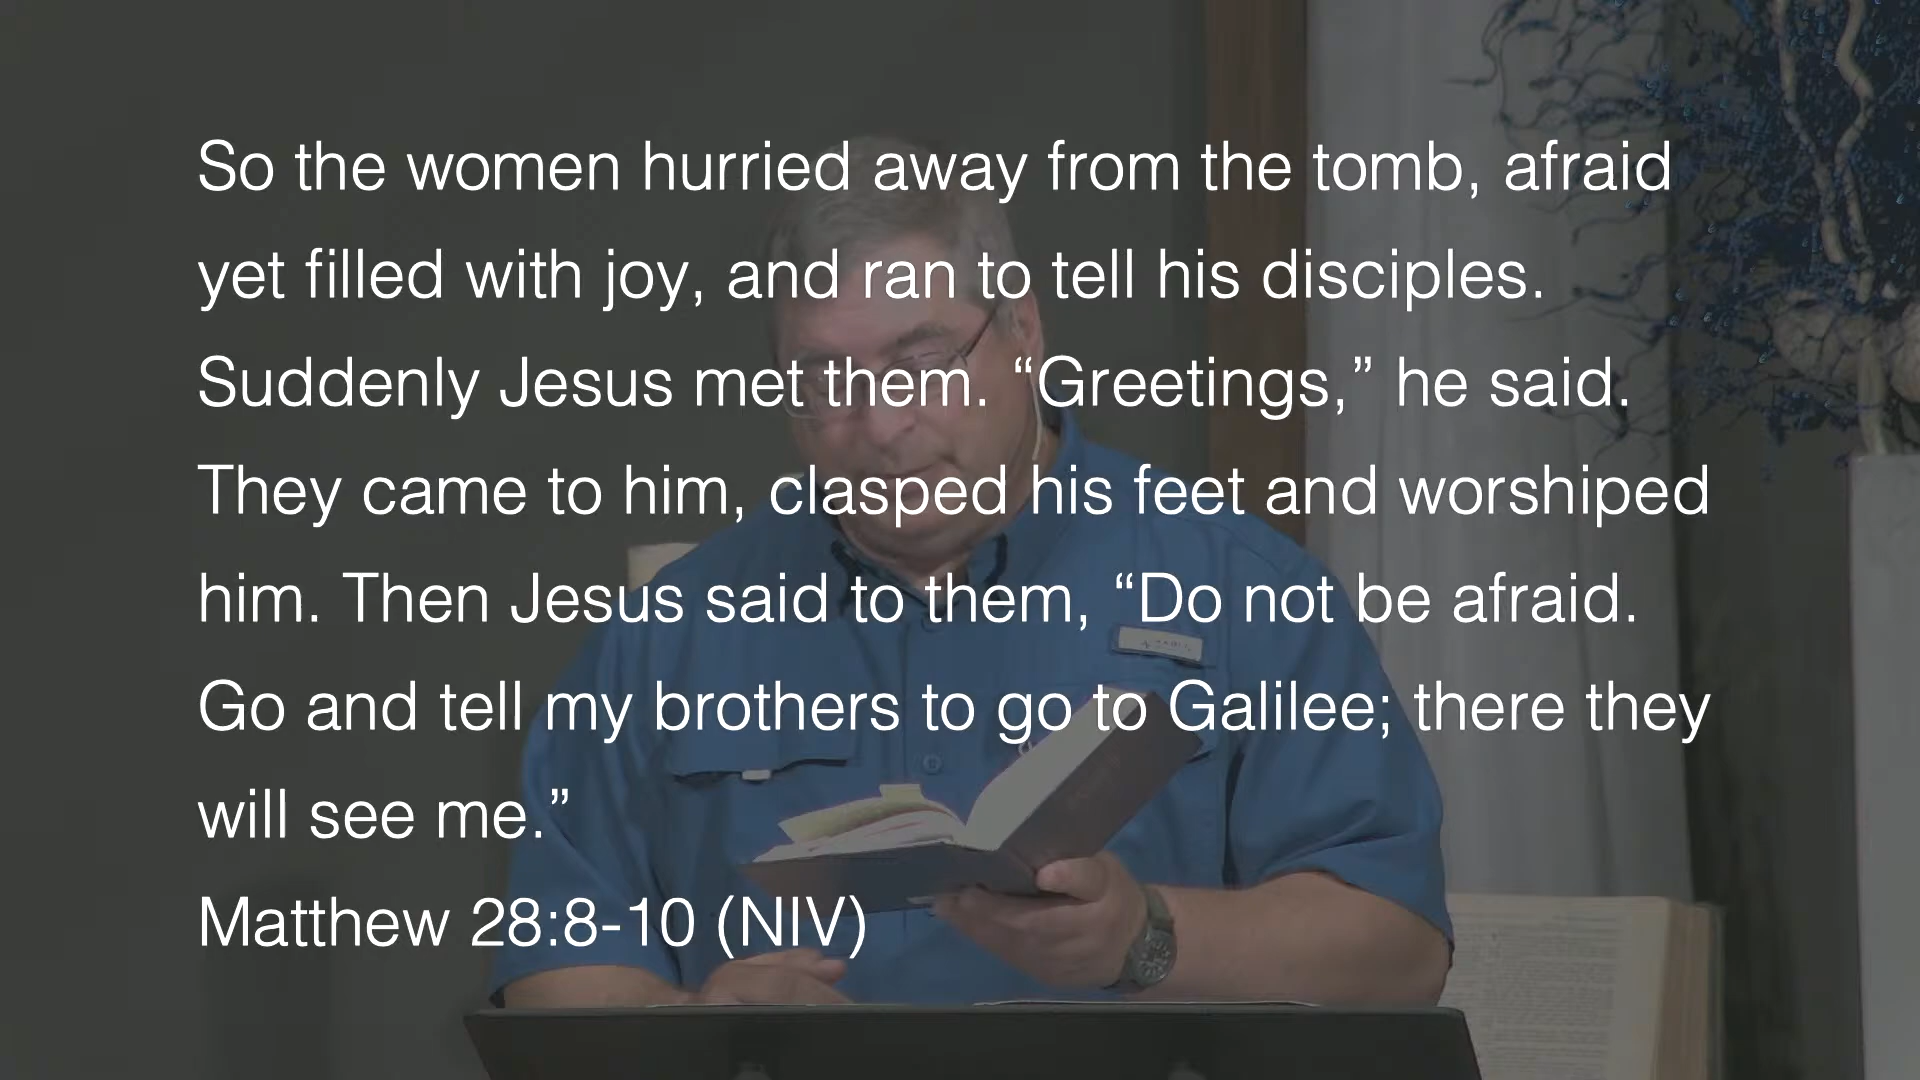 So the women hurried away from the tomb, afraid
yet filled with joy, and ran to tell his disciples.
Suddenly Jesus met them. “Greetings,” he said.
They came to him, clasped his feet and worshiped
him. Then Jesus said to them, “Do not be afraid.
Go and tell my brothers to go to Galilee; there they
will see me.”
Matthew 28:8-10 (NIV)